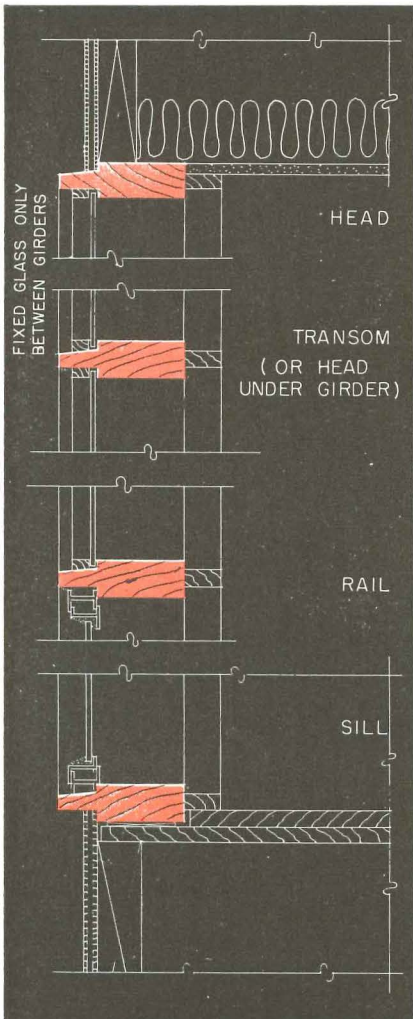 FIXED GLASS ONLY
BETWEEN GIRDERS
HEAD
TRANSOM
( OR HEAD
UNDER GIRDER )
RAIL
SILL